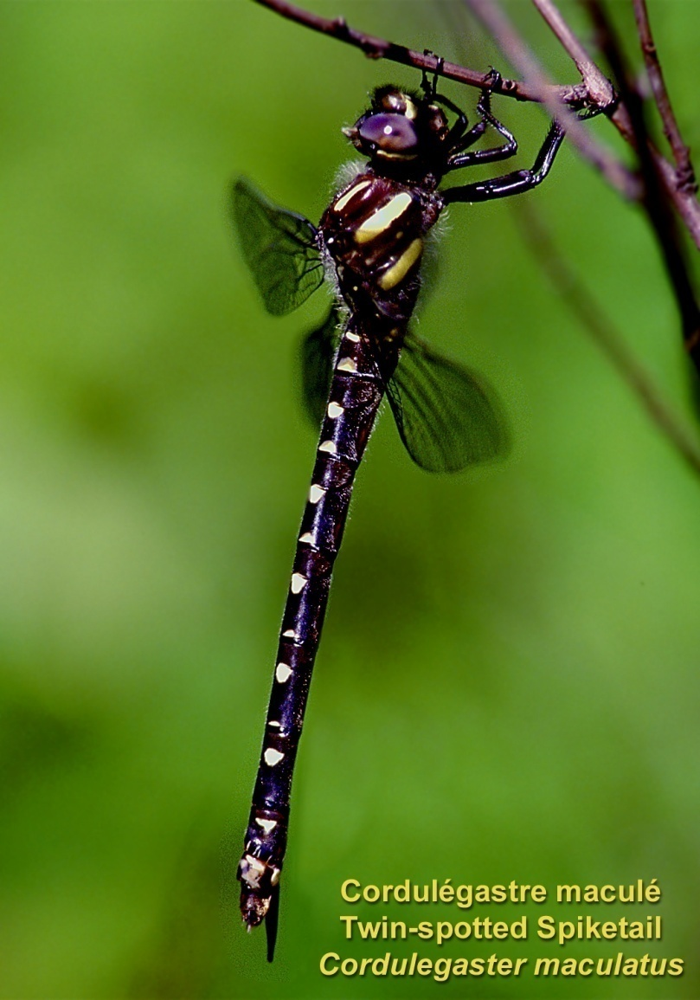 Cordulégastre maculé
Twin-spotted Spiketail
Cordulegaster maculatus